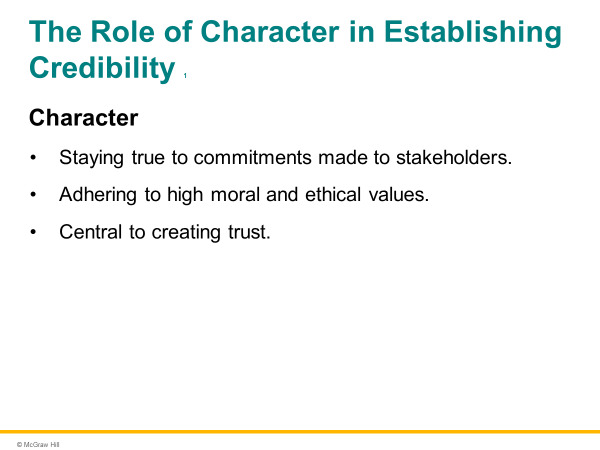 The Role of Character in Establishing
Credibility 1
Character
• Staying true to commitments made to stakeholders.
• Adhering to high moral and ethical values.
• Central to creating trust.
© McGraw Hill